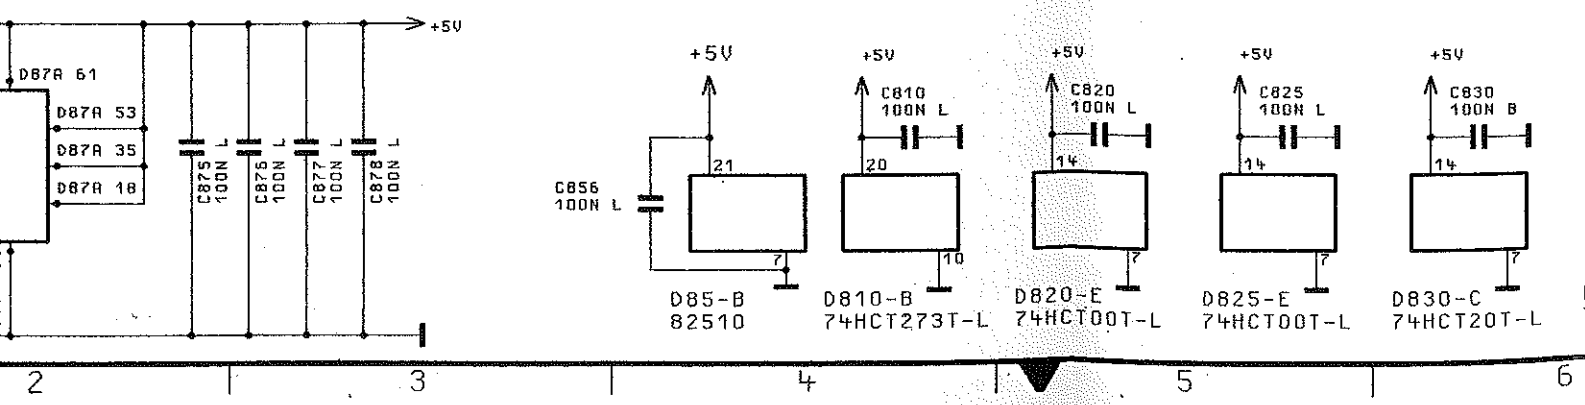 +5V
D87A 61
D87A 53
D87A 35
D87A 18
C875
100N L
C876
100N L
C877
100N L
C878
100N L
+5V
C856
100N L
21
7
D85-B
82510
+5V
C810
100N L
20
10
D810-B
74HCT273T-L
+5V
C820
100N L
14
7
D820-E
74HCT00T-L
+5V
C825
100N L
14
7
D825-E
74HCT00T-L
+5V
C830
100N B
14
7
D830-C
74HCT20T-L
2
3
4
5
6